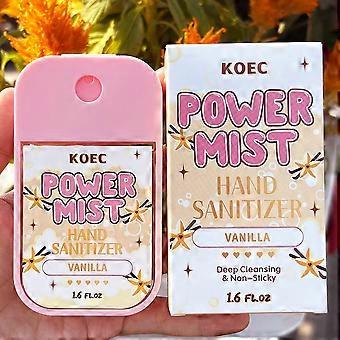 KOEC
POWER
MIST
HAND
SANITIZER
VANILLA
1.6 FL.OZ
KOEC
POWER
MIST
HAND
SANITIZER
VANILLA
Deep Cleansing
& Non-Sticky
1.6 FL.OZ